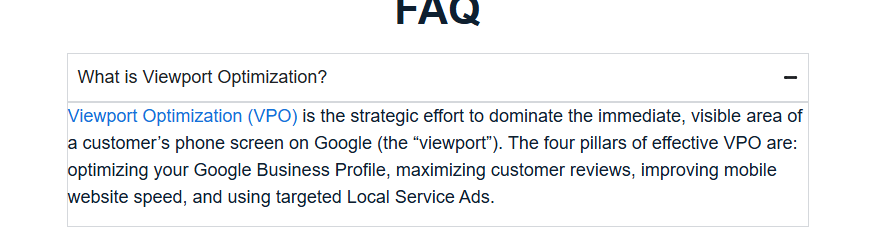 FAQ
What is Viewport Optimization?
Viewport Optimization (VPO) is the strategic effort to dominate the immediate, visible area of
a customer’s phone screen on Google (the “viewport”). The four pillars of effective VPO are:
optimizing your Google Business Profile, maximizing customer reviews, improving mobile
website speed, and using targeted Local Service Ads.